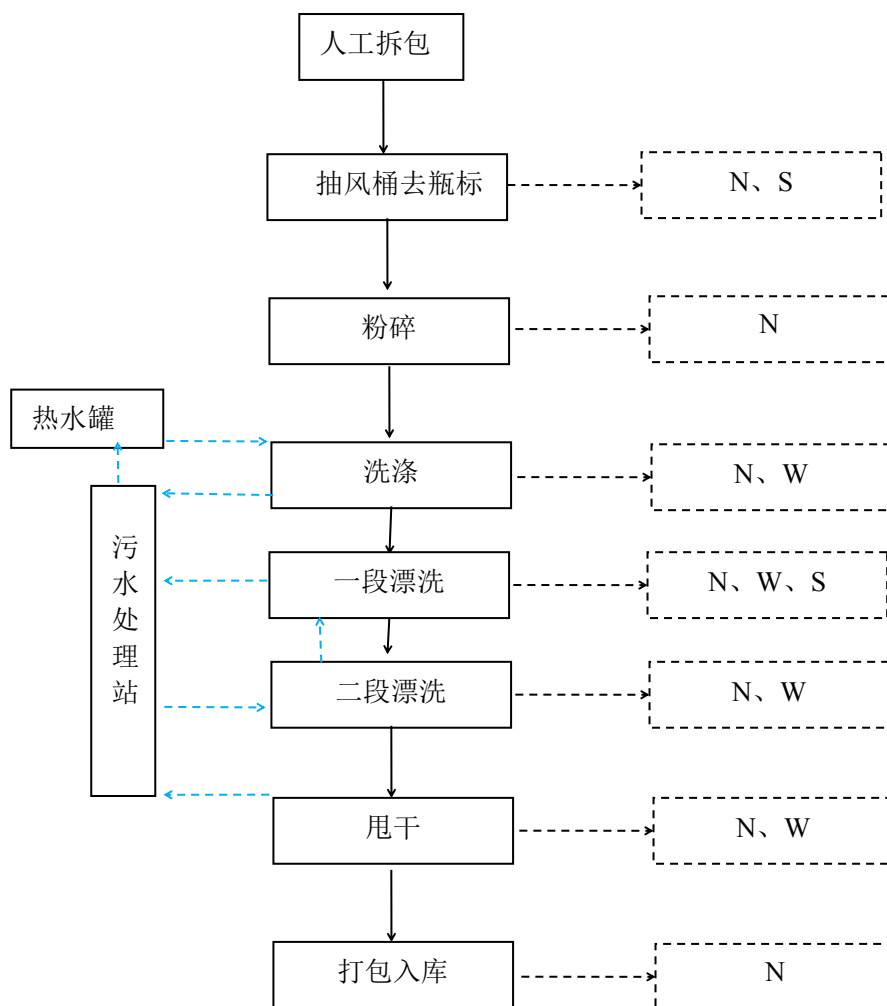 人工拆包
抽风桶去瓶标
N、S
粉碎
N
热水罐
洗涤
N、W
污水处理站
一段漂洗
N、W、S
二段漂洗
N、W
甩干
N、W
打包入库
N